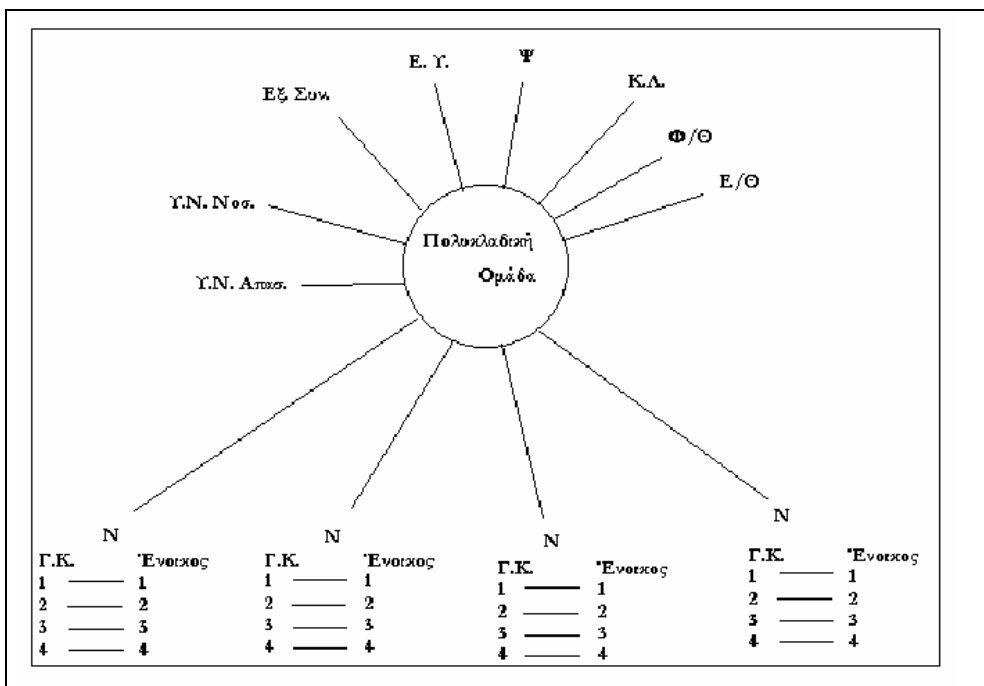 Ψ
Ε. Υ.
Κ.Λ.
Εξ. Συν.
Φ/Θ
Ε/Θ
Υ.Ν. Νοσ.
Πολυκλαδική
Ομάδα
Υ.Ν. Απασ.
Ν
Γ.Κ. Ένοικος
1 1
2 2
3 3
4 4
Ν
Γ.Κ. Ένοικος
1 1
2 2
3 3
4 4
Ν
Γ.Κ. Ένοικος
1 1
2 2
3 3
4 4
Ν
Γ.Κ. Ένοικος
1 1
2 2
3 3
4 4